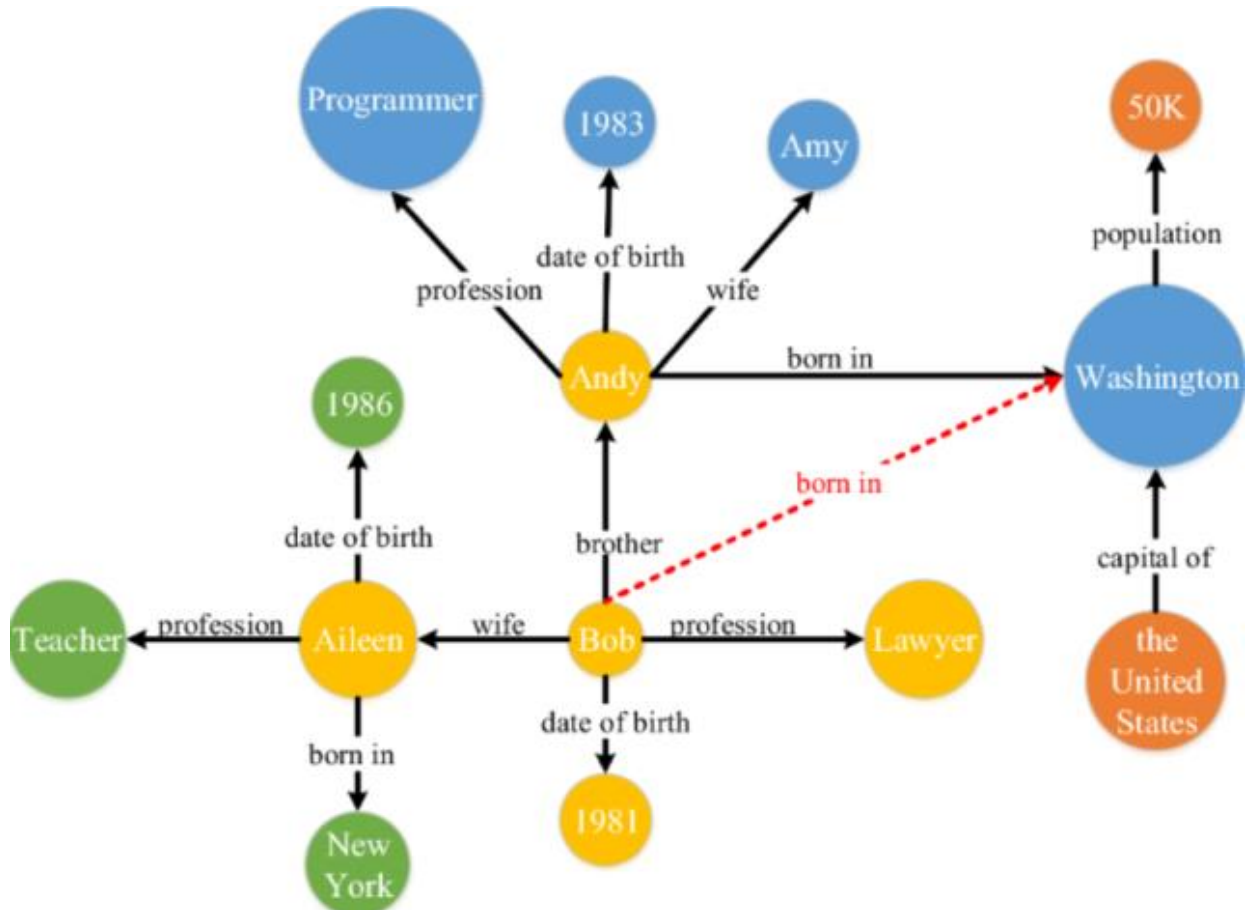 Programmer
1983
Amy
50K
population
date of birth
profession
wife
Andy
born in
Washington
1986
born in
date of birth
brother
capital of
Teacher
profession
Aileen
wife
Bob
profession
Lawyer
the
United
States
date of birth
born in
1981
New
York